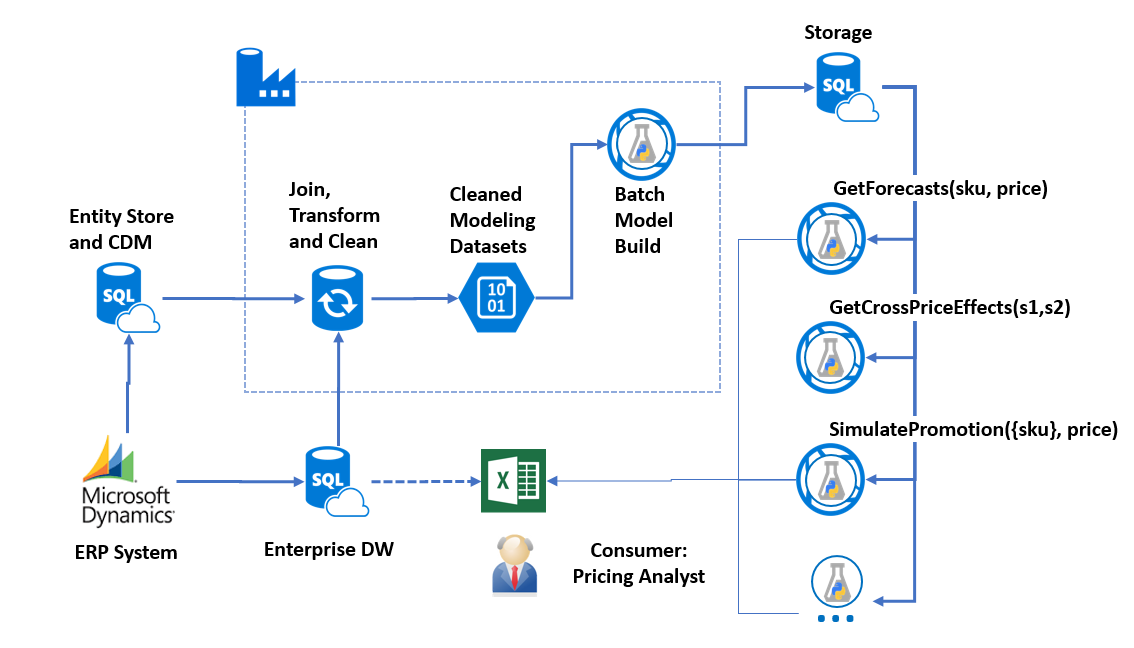 Storage
SQL
GetForecasts(sku, price)
Join,
Transform
and Clean
Cleaned
Modeling
Datasets
Batch
Model
Build
Entity Store
and CDM
SQL
10
01
GetCrossPriceEffects(s1,s2)
SimulatePromotion({sku}, price)
Microsoft
Dynamics
SQL
X
ERP System
Enterprise DW
Consumer:
Pricing Analyst